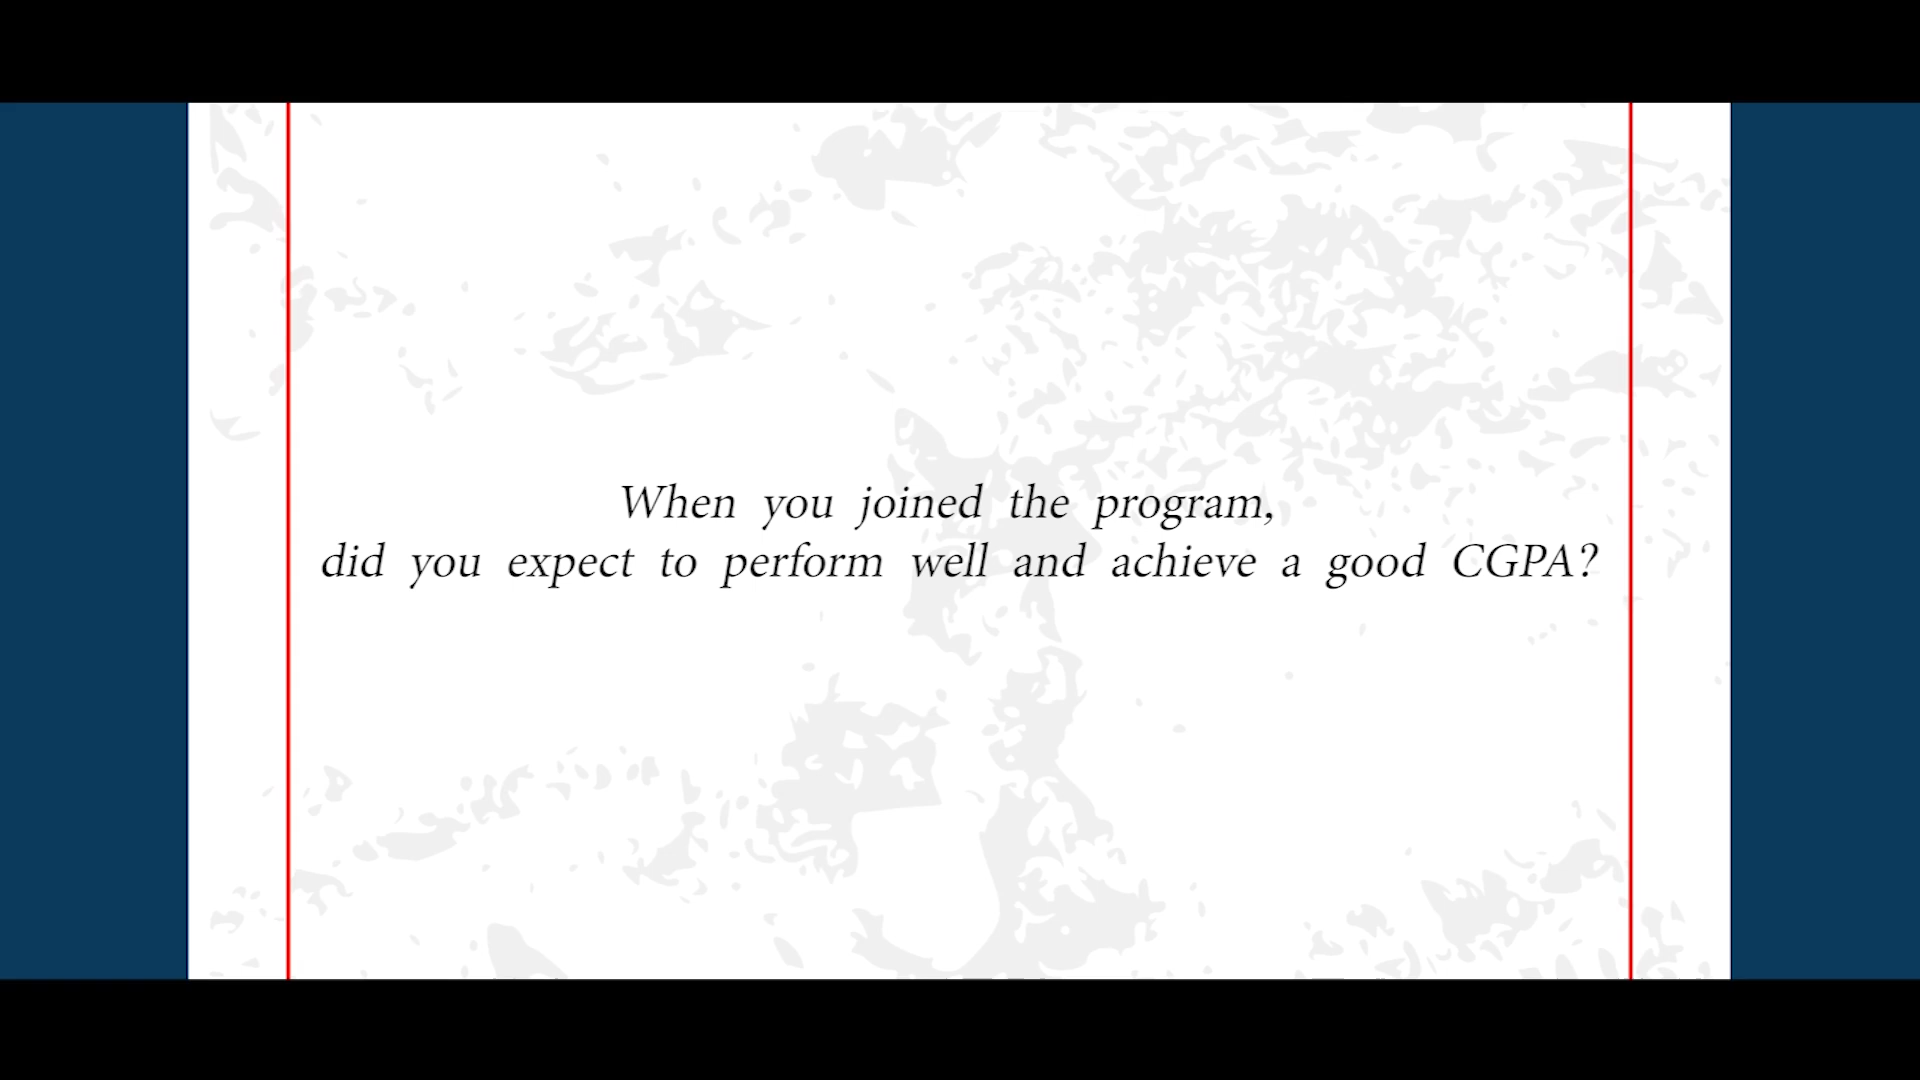 When you joined the program,
did you expect to perform well and achieve a good CGPA?